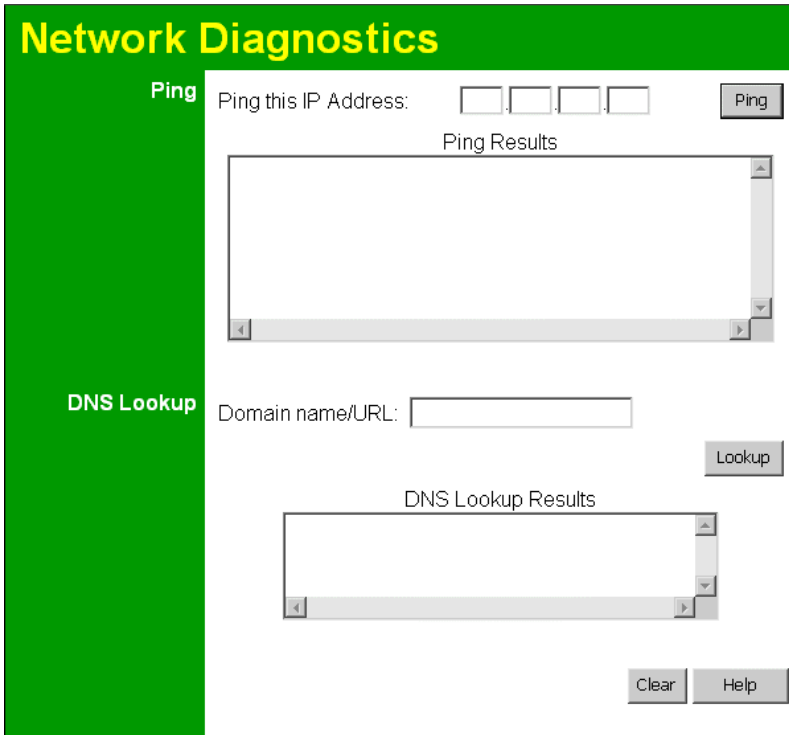 Network Diagnostics
Ping
Ping this IP Address: . . .
Ping
Ping Results
DNS Lookup
Domain name/URL:
Lookup
DNS Lookup Results
Clear
Help